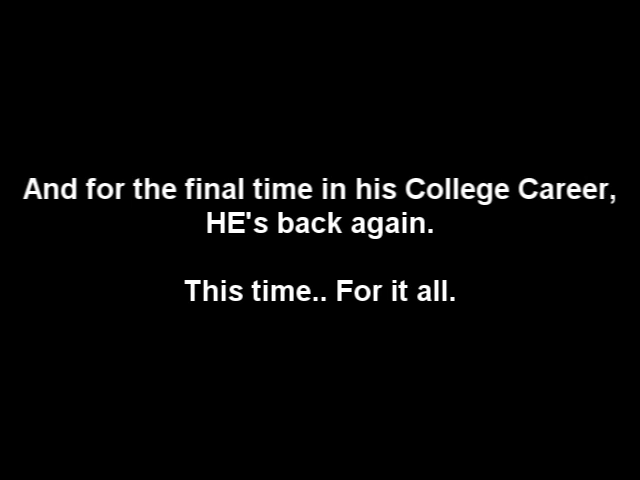 And for the final time in his College Career,
HE's back again.
This time.. For it all.